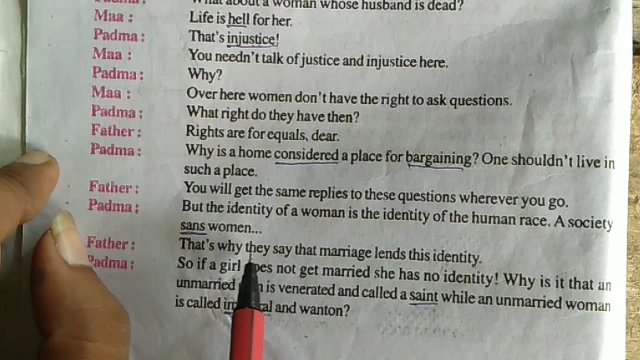 What about a woman whose husband is dead?
Maa : Life is hell for her.
Padma : That's injustice!
Maa : You needn't talk of justice and injustice here.
Padma : Why?
Maa : Over here women don't have the right to ask questions.
Padma : What right do they have then?
Father : Rights are for equals, dear.
Padma : Why is a home considered a place for bargaining? One shouldn't live in
such a place.
Father : You will get the same replies to these questions wherever you go.
Padma : But the identity of a woman is the identity of the human race. A society
sans women...
Father : That's why they say that marriage lends this identity.
Padma : So if a girl does not get married she has no identity! Why is it that an
unmarried is venerated and called a saint while an unmarried woman
is called and wanton?